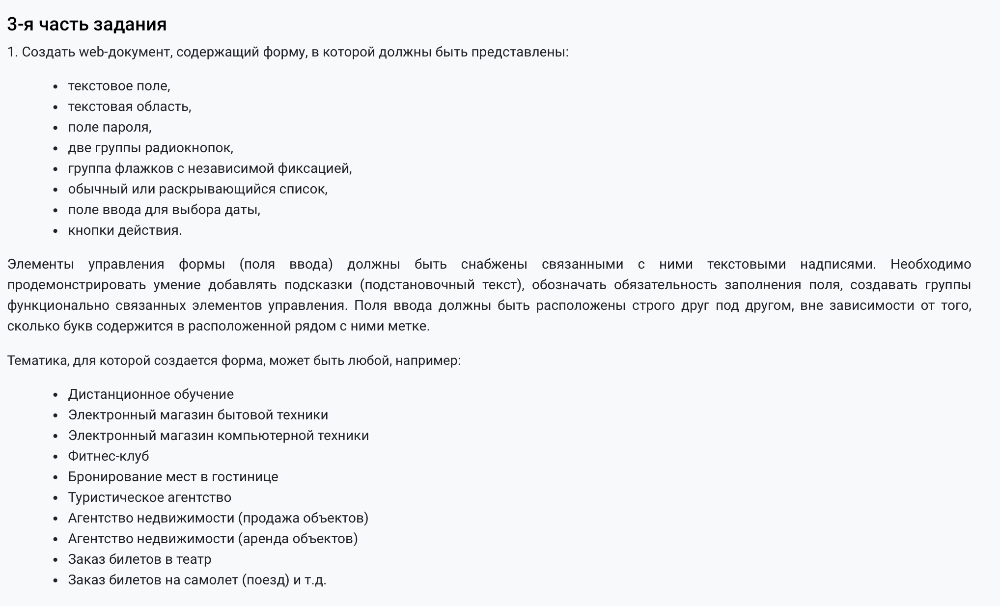 3-я часть задания
1. Создать web-документ, содержащий форму, в которой должны быть представлены:
• текстовое поле,
• текстовая область,
• поле пароля,
• две группы радиокнопок,
• группа флажков с независимой фиксацией,
• обычный или раскрывающийся список,
• поле ввода для выбора даты,
• кнопки действия.
Элементы управления формы (поля ввода) должны быть снабжены связанными с ними текстовыми надписями. Необходимо
продемонстрировать умение добавлять подсказки (подстановочный текст), обозначать обязательность заполнения поля, создавать группы
функционально связанных элементов управления. Поля ввода должны быть расположены строго друг под другом, вне зависимости от того,
сколько букв содержится в расположенной рядом с ними метке.
Тематика, для которой создается форма, может быть любой, например:
• Дистанционное обучение
• Электронный магазин бытовой техники
• Электронный магазин компьютерной техники
• Фитнес-клуб
• Бронирование мест в гостинице
• Туристическое агентство
• Агентство недвижимости (продажа объектов)
• Агентство недвижимости (аренда объектов)
• Заказ билетов в театр
• Заказ билетов на самолет (поезд) и т.д.